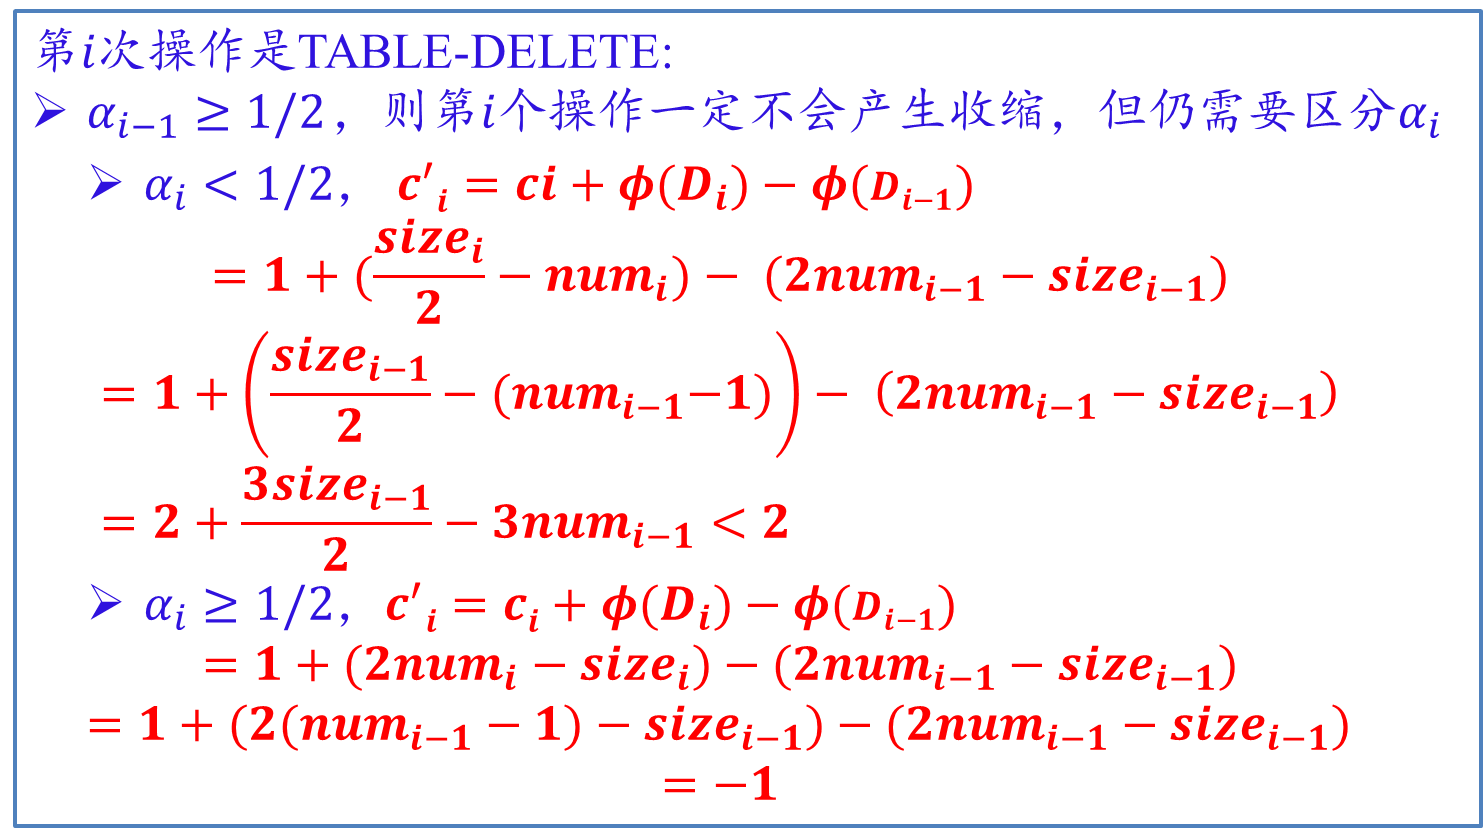 第i次操作是TABLE-DELETE:
➢ α_{i−1} ≥ 1/2，则第i个操作一定不会产生收缩，但仍需要区分α_i
➢ α_i < 1/2， c′_i = ci + ϕ(D_i) − ϕ(D_{i−1})
= 1 + (\frac{size_i}{2} − num_i) − (2num_{i−1} − size_{i−1})
= 1 + (\frac{size_{i−1}}{2} − (num_{i−1}−1)) − (2num_{i−1} − size_{i−1})
= 2 + \frac{3size_{i−1}}{2} − 3num_{i−1} < 2
➢ α_i ≥ 1/2，c′_i = c_i + ϕ(D_i) − ϕ(D_{i−1})
= 1 + (2num_i − size_i) − (2num_{i−1} − size_{i−1})
= 1 + (2(num_{i−1} − 1) − size_{i−1}) − (2num_{i−1} − size_{i−1})
= −1